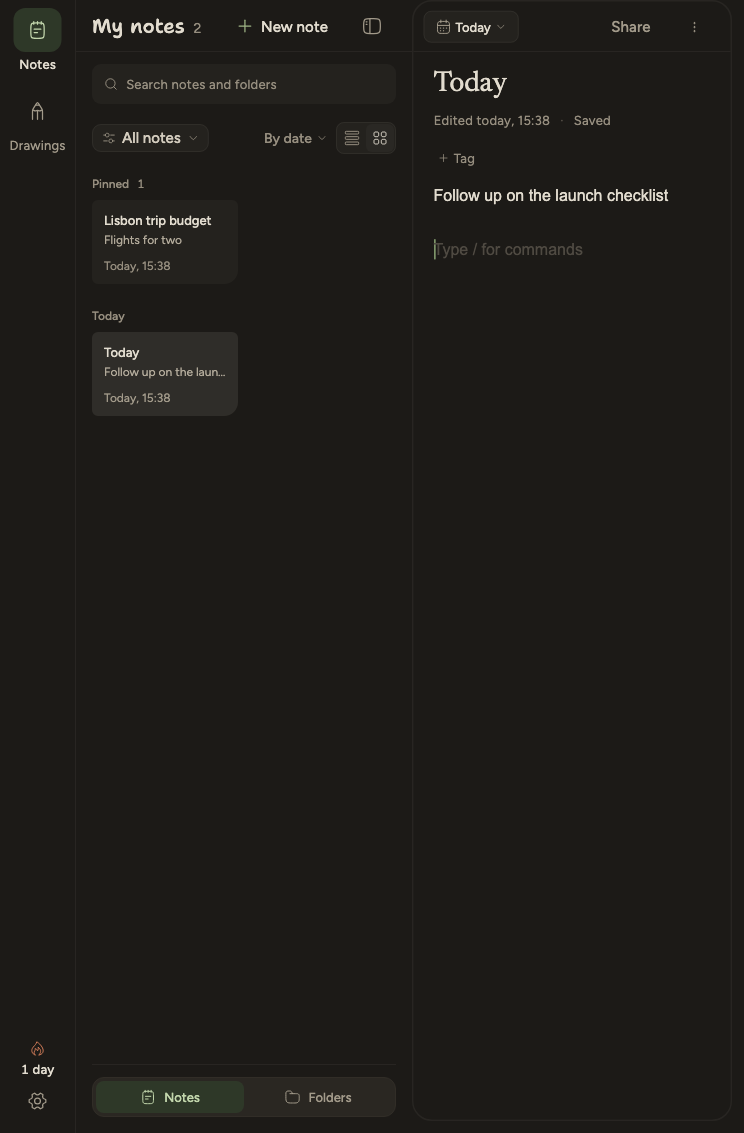 Notes
Drawings
1 day
My notes 2
New note
Search notes and folders
All notes
By date
Pinned 1
Lisbon trip budget
Flights for two
Today, 15:38
Today
Today
Follow up on the laun...
Today, 15:38
Notes
Folders
Today
Share
Today
Edited today, 15:38 · Saved
+ Tag
Follow up on the launch checklist
Type / for commands